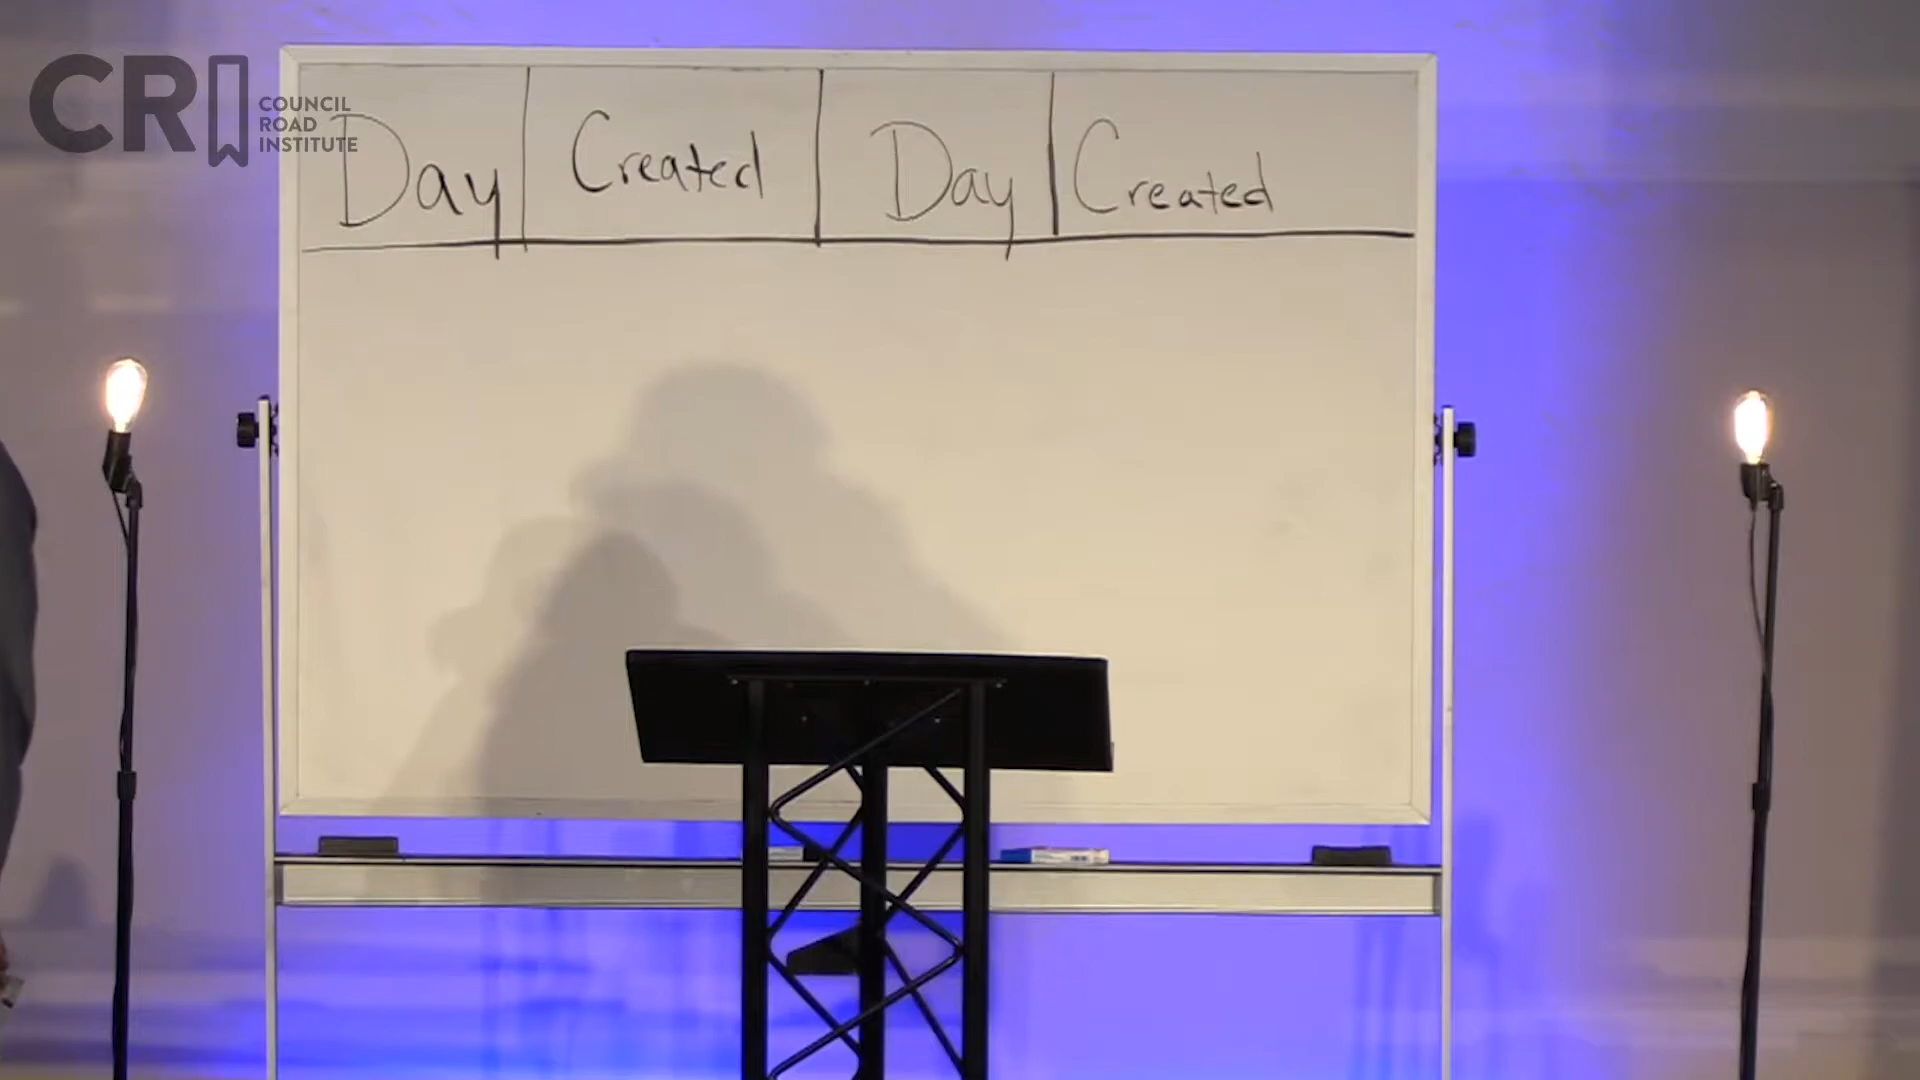 CRI
COUNCIL
ROAD
INSTITUTE
Day Created Day Created